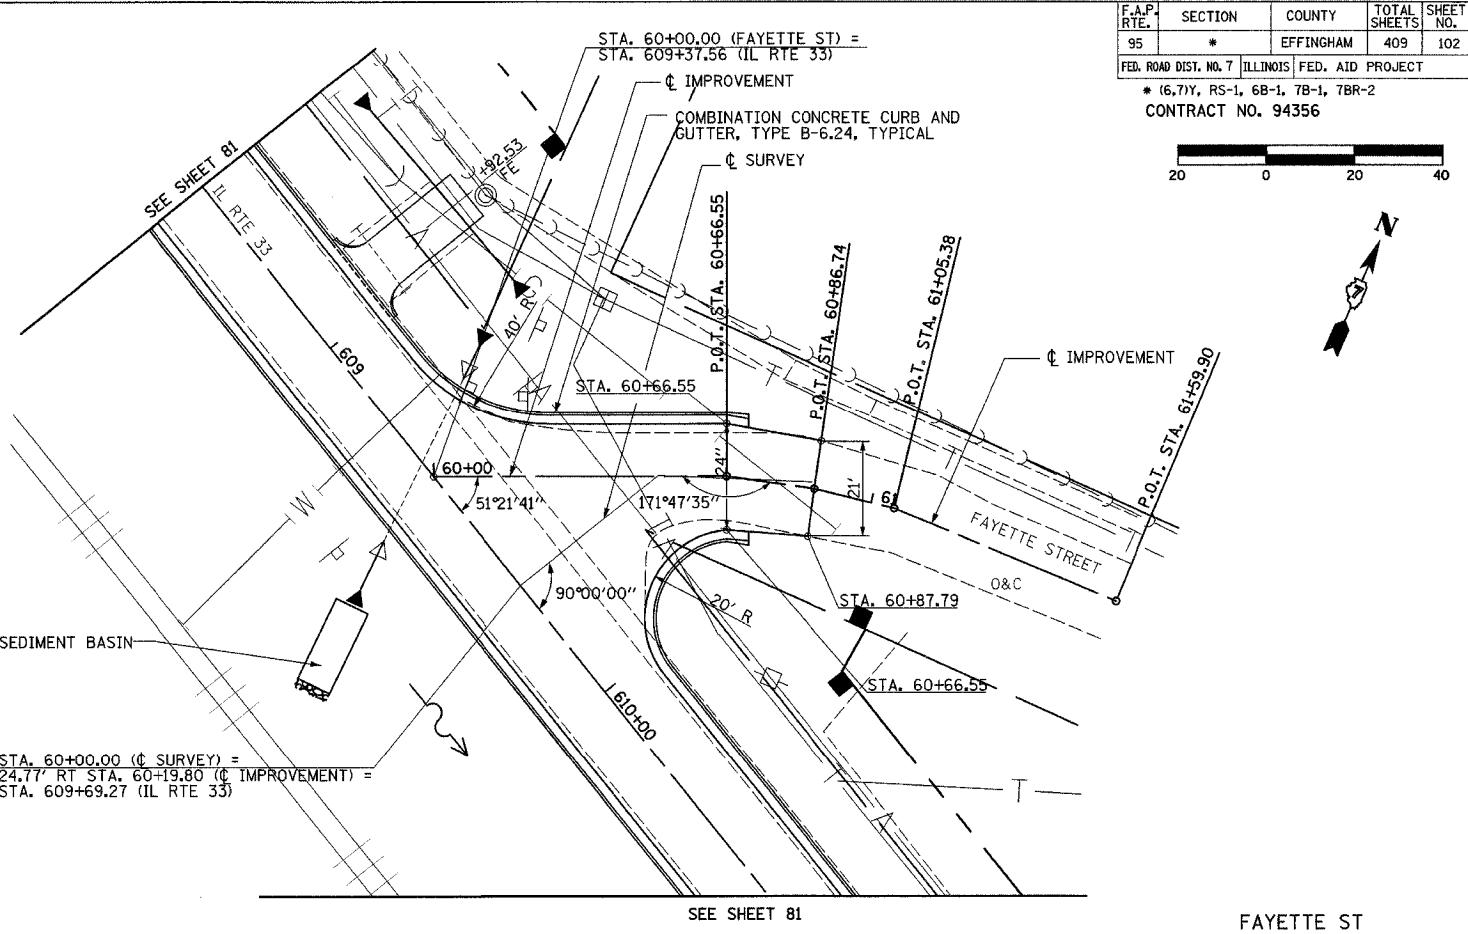 F.A.P. RTE. SECTION COUNTY TOTAL SHEETS SHEET NO.
95 * EFFINGHAM 409 102
FED. ROAD DIST. NO. 7 ILLINOIS FED. AID PROJECT
* (6,7)Y, RS-1, 6B-1, 7B-1, 7BR-2
CONTRACT NO. 94356
20 0 20 40
N
7
STA. 60+00.00 (FAYETTE ST) =
STA. 609+37.56 (IL RTE 33)
℄ IMPROVEMENT
COMBINATION CONCRETE CURB AND
GUTTER, TYPE B-6.24, TYPICAL
℄ SURVEY
SEE SHEET 81
IL RTE 33
+92.53
FE
P.O.T. STA. 60+66.55
P.O.T. STA. 60+86.74
P.O.T. STA. 61+05.38
P.O.T. STA. 61+59.90
℄ IMPROVEMENT
40' R
609
STA. 60+66.55
60+00
51°21'41"
24"
171°47'35"
21'
61
FAYETTE STREET
O&C
W
P
P
90°00'00"
20' R
STA. 60+87.79
STA. 60+66.55
SEDIMENT BASIN
610+00
STA. 60+00.00 (℄ SURVEY) =
24.77' RT STA. 60+19.80 (℄ IMPROVEMENT) =
STA. 609+69.27 (IL RTE 33)
T
A
SEE SHEET 81
FAYETTE ST